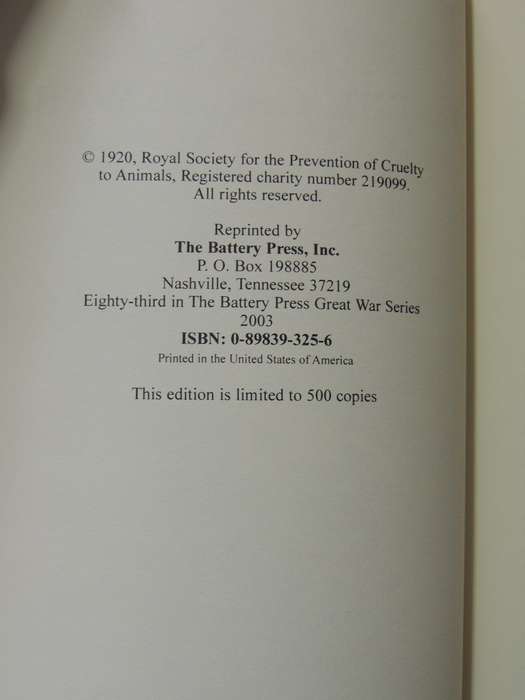 © 1920, Royal Society for the Prevention of Cruelty
to Animals, Registered charity number 219099.
All rights reserved.
Reprinted by
The Battery Press, Inc.
P. O. Box 198885
Nashville, Tennessee 37219
Eighty-third in The Battery Press Great War Series
2003
ISBN: 0-89839-325-6
Printed in the United States of America
This edition is limited to 500 copies